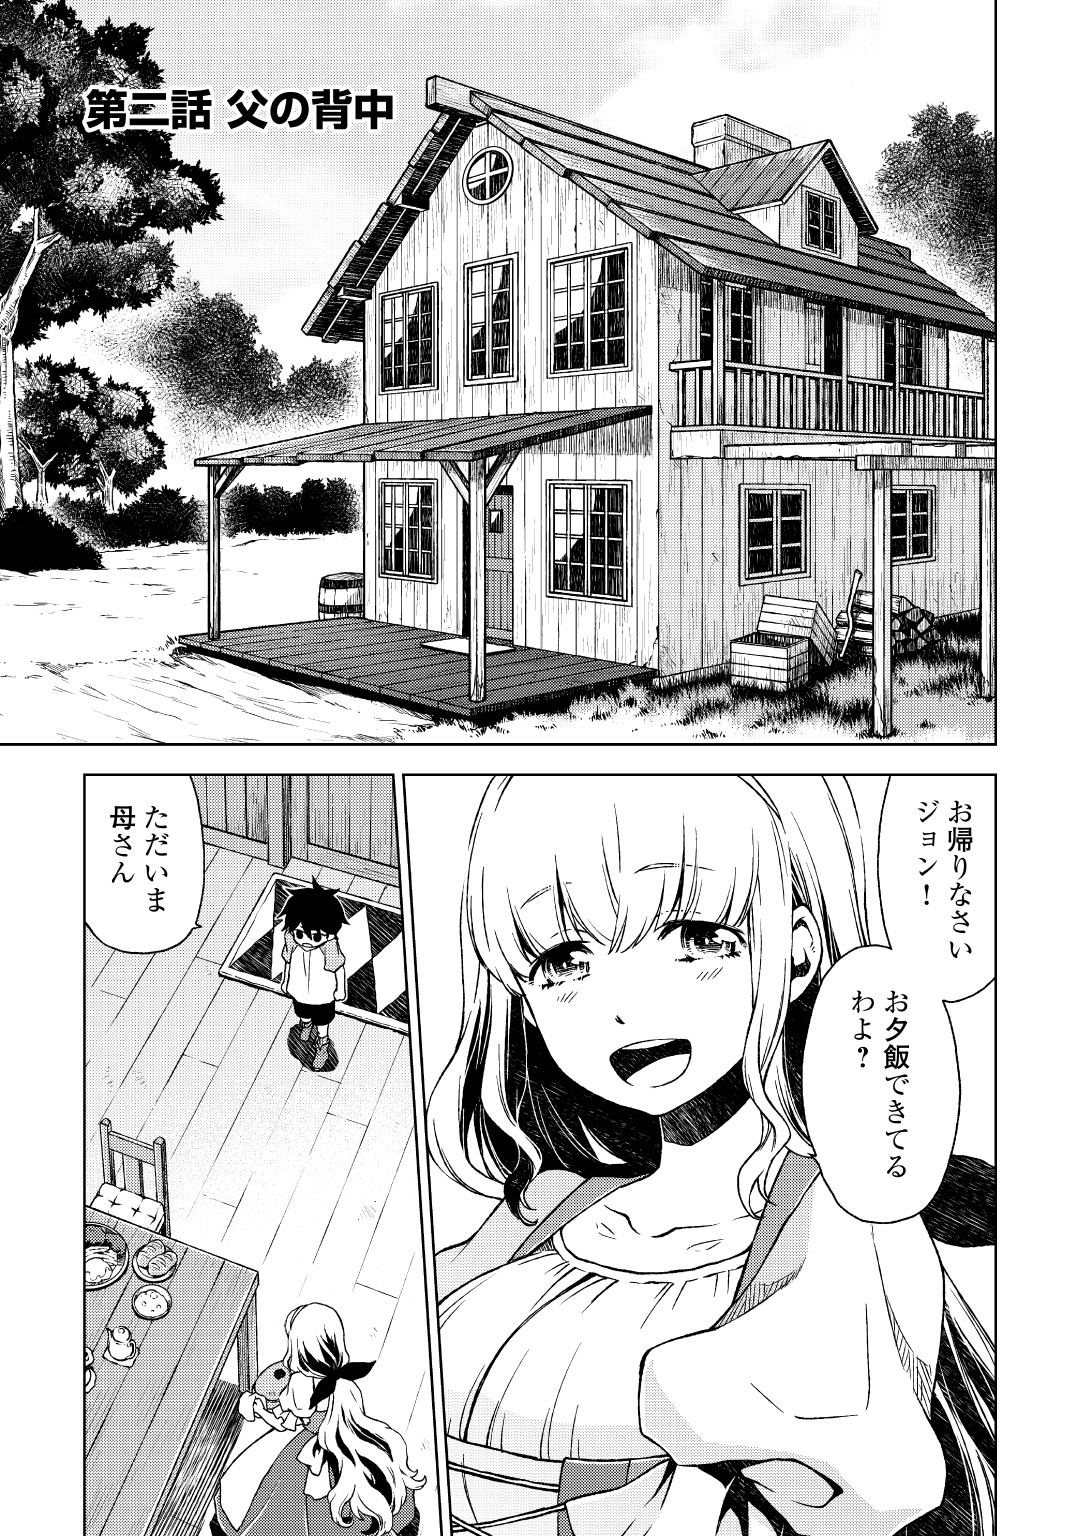 第二話 父の背中
お帰りなさい
ジョン！
お夕飯できてる
わよ？
ただいま
母さん